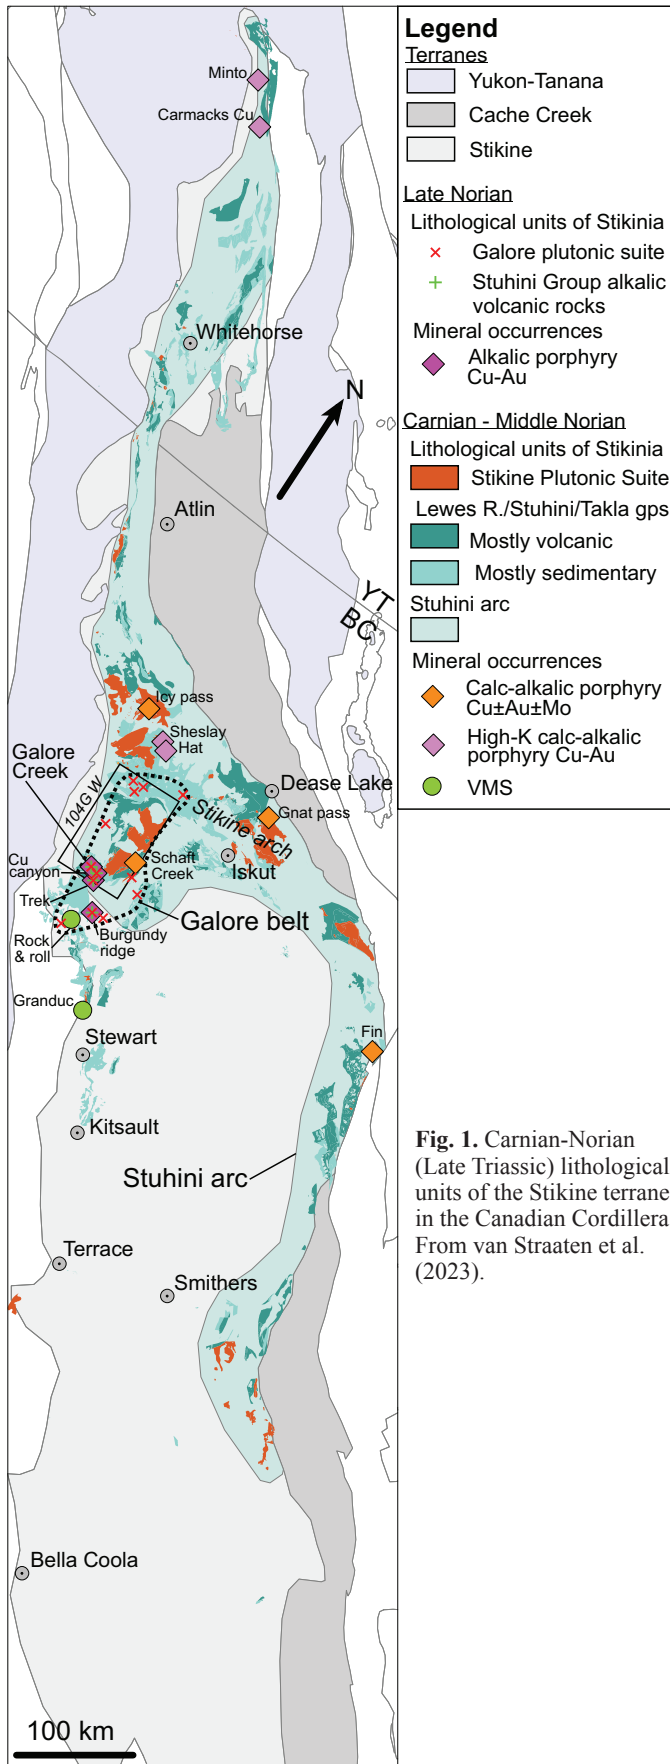 Minto
Carmacks Cu
Whitehorse
N
Atlin
YT
BC
Icy pass
Sheslay
Hat
Galore
Creek
104G W
Dease Lake
Gnat pass
Stikine arch
Cu
canyon
Schaft
Creek
Iskut
Trek
Galore belt
Rock
& roll
Burgundy
ridge
Granduc
Stewart
Fin
Kitsault
Stuhini arc
Terrace
Smithers
Bella Coola
100 km
Legend
Terranes
Yukon-Tanana
Cache Creek
Stikine
Late Norian
Lithological units of Stikinia
Galore plutonic suite
Stuhini Group alkalic
volcanic rocks
Mineral occurrences
Alkalic porphyry
Cu-Au
Carnian - Middle Norian
Lithological units of Stikinia
Stikine Plutonic Suite
Lewes R./Stuhini/Takla gps
Mostly volcanic
Mostly sedimentary
Stuhini arc
Mineral occurrences
Calc-alkalic porphyry
Cu±Au±Mo
High-K calc-alkalic
porphyry Cu-Au
VMS
Fig. 1. Carnian-Norian
(Late Triassic) lithological
units of the Stikine terrane
in the Canadian Cordillera
From van Straaten et al.
(2023).